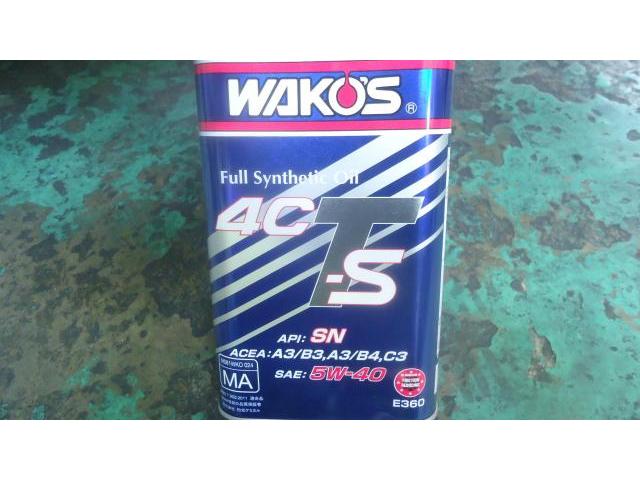 WAKO'S®
Full Synthetic Oil
4CT-S
API: SN
ACEA:A3/B3,A3/B4,C3
SAE: 5W-40
MA
E360